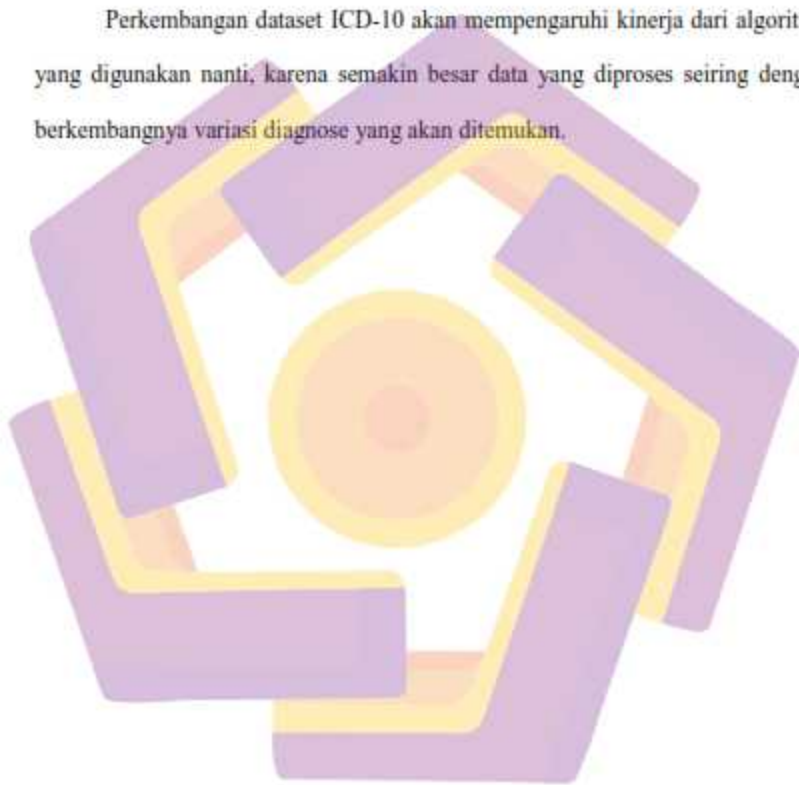 Perkembangan dataset ICD-10 akan mempengaruhi kinerja dari algorit
yang digunakan nanti, karena semakin besar data yang diproses seiring deng
berkembangnya variasi diagnose yang akan ditemukan.